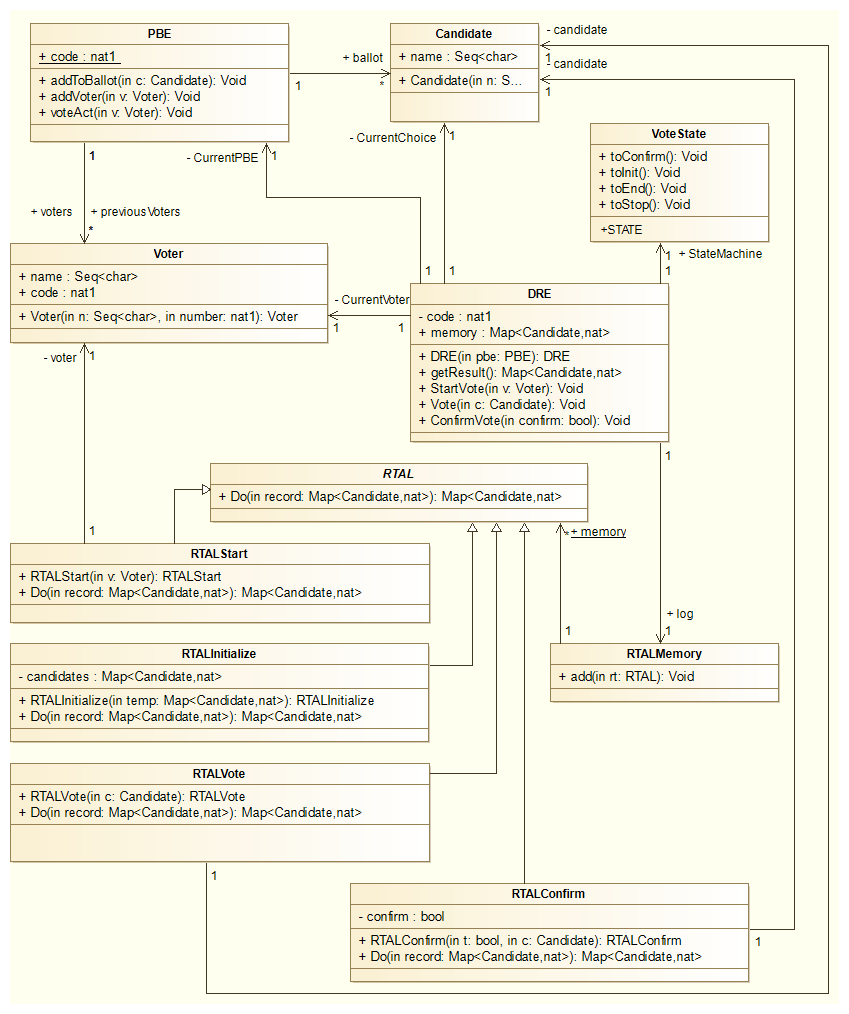 PBE
+ code : nat1
+ addToBallot(in c: Candidate): Void
+ addVoter(in v: Voter): Void
+ voteAct(in v: Voter): Void
+ ballot
1
*
Candidate
+ name : Seq<char>
+ Candidate(in n: S...
- candidate
1
- candidate
1
VoteState
+ toConfirm(): Void
+ toInit(): Void
+ toEnd(): Void
+ toStop(): Void
+STATE
- CurrentChoice
1
- CurrentPBE
1
1
+ voters
+ previousVoters
*
1
+ StateMachine
1
1
1
Voter
+ name : Seq<char>
+ code : nat1
+ Voter(in n: Seq<char>, in number: nat1): Voter
- CurrentVoter
1
1
DRE
- code : nat1
+ memory : Map<Candidate,nat>
+ DRE(in pbe: PBE): DRE
+ getResult(): Map<Candidate,nat>
+ StartVote(in v: Voter): Void
+ Vote(in c: Candidate): Void
+ ConfirmVote(in confirm: bool): Void
- voter
1
1
RTAL
+ Do(in record: Map<Candidate,nat>): Map<Candidate,nat>
1
* + memory
RTALStart
+ RTALStart(in v: Voter): RTALStart
+ Do(in record: Map<Candidate,nat>): Map<Candidate,nat>
+ log
1
1
RTALMemory
+ add(in rt: RTAL): Void
RTALInitialize
- candidates : Map<Candidate,nat>
+ RTALInitialize(in temp: Map<Candidate,nat>): RTALInitialize
+ Do(in record: Map<Candidate,nat>): Map<Candidate,nat>
RTALVote
+ RTALVote(in c: Candidate): RTALVote
+ Do(in record: Map<Candidate,nat>): Map<Candidate,nat>
1
RTALConfirm
- confirm : bool
+ RTALConfirm(in t: bool, in c: Candidate): RTALConfirm
+ Do(in record: Map<Candidate,nat>): Map<Candidate,nat>
1